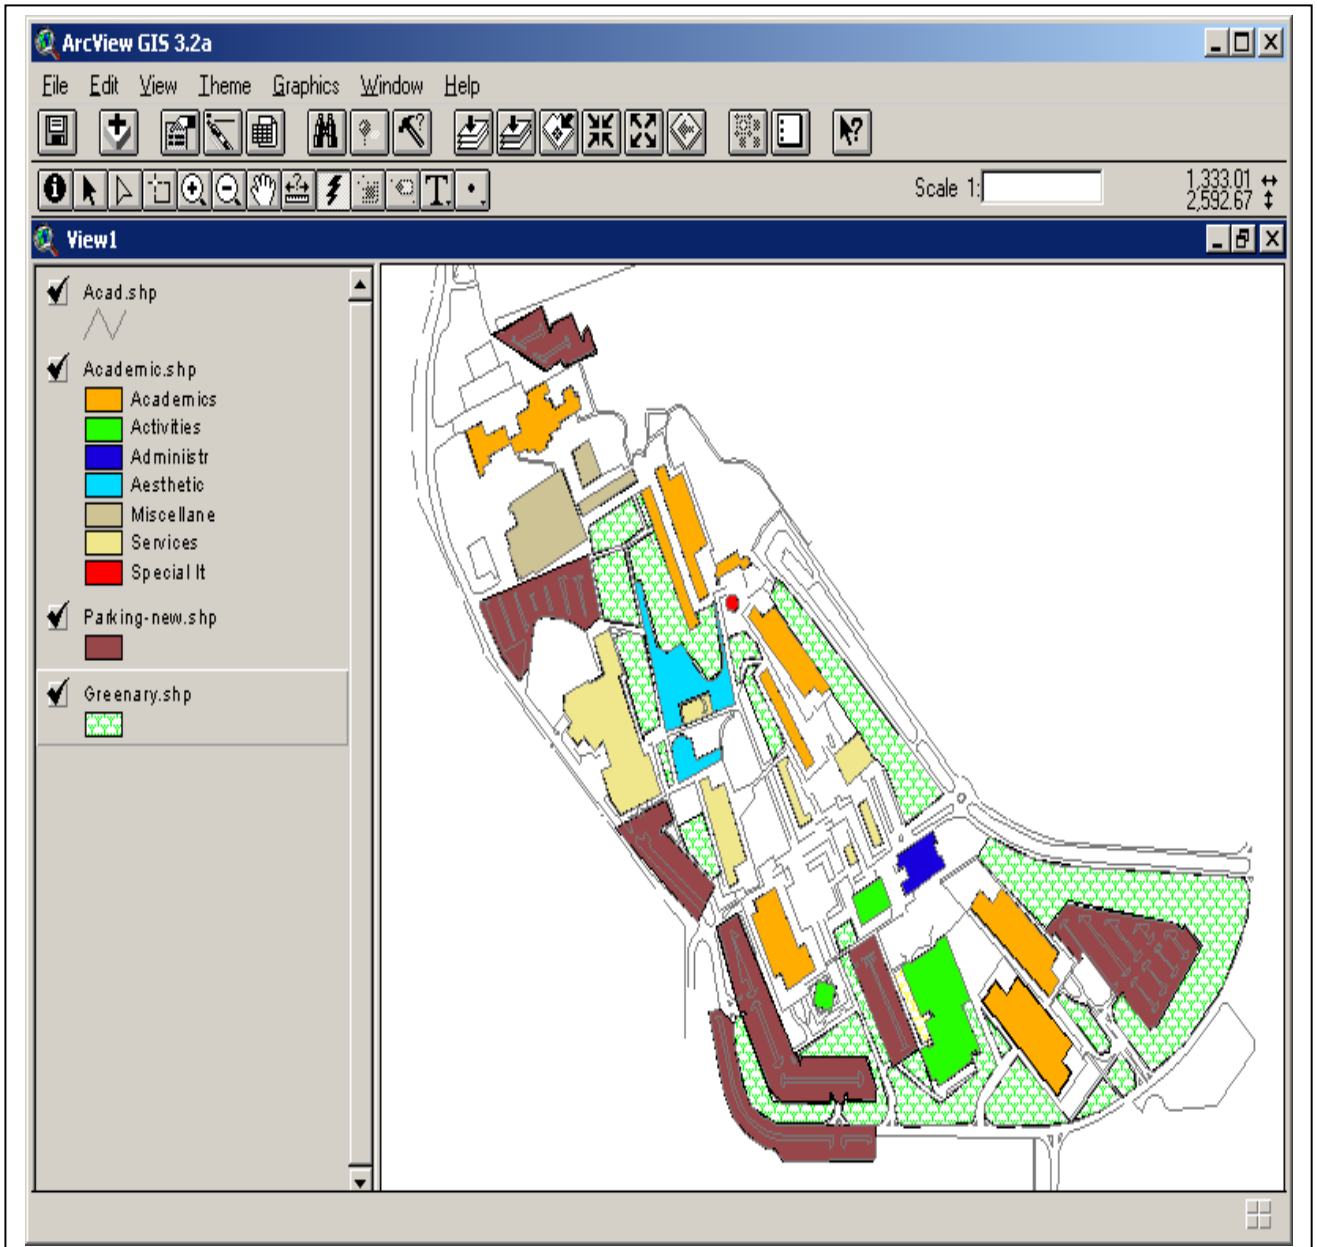 ArcView GIS 3.2a
File Edit View Theme Graphics Window Help
Scale 1:
1,333.01
2,592.67
View1
Acad.shp
Academic.shp
Academics
Activities
Administr
Aesthetic
Miscellane
Services
Special It
Parking-new.shp
Greenary.shp